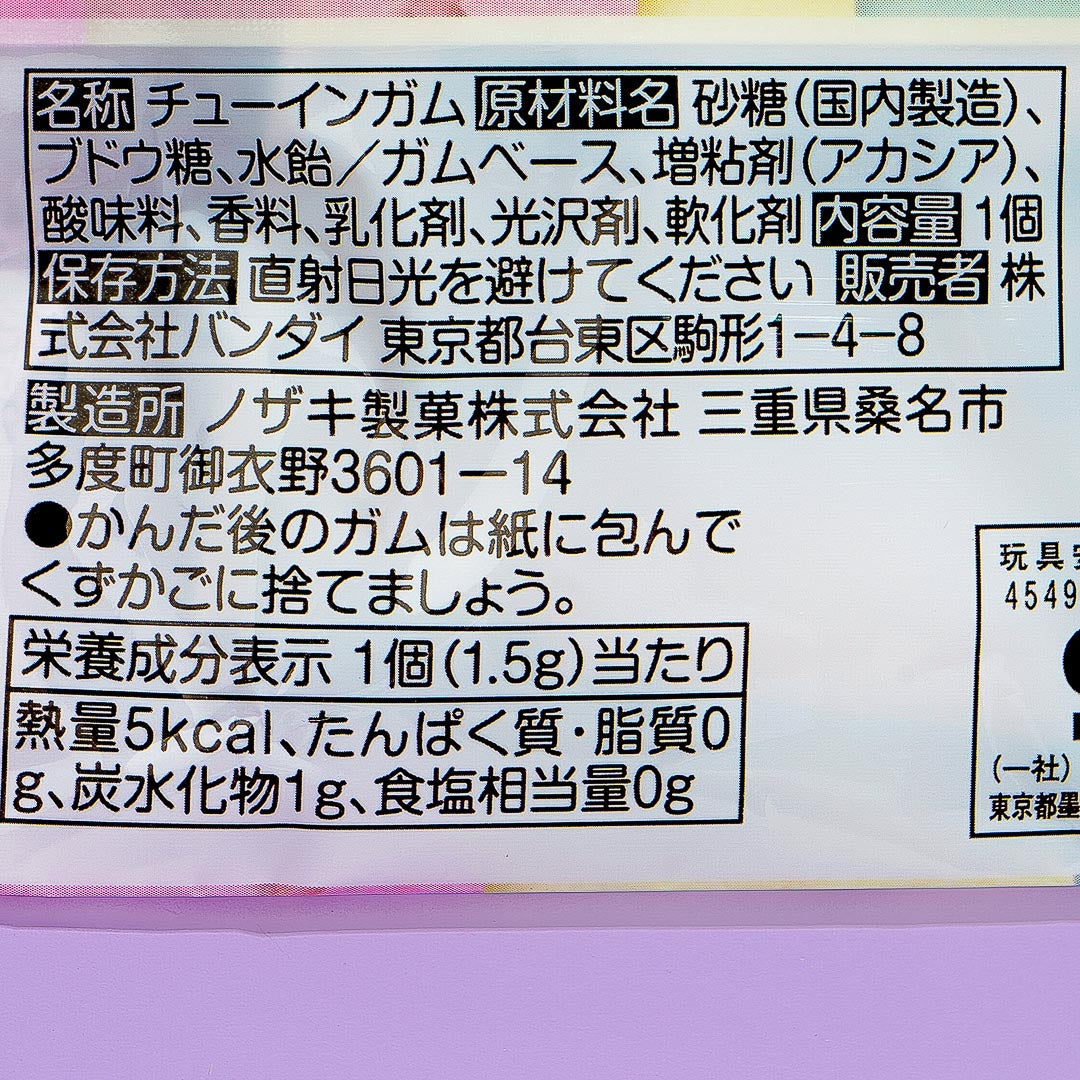 名称 チューインガム 原材料名 砂糖(国内製造)、
ブドウ糖、水飴/ガムベース、増粘剤(アカシア)、
酸味料、香料、乳化剤、光沢剤、軟化剤 内容量 1個
保存方法 直射日光を避けてください 販売者 株
式会社バンダイ 東京都台東区駒形1-4-8
製造所 ノザキ製菓株式会社 三重県桑名市
多度町御衣野3601-14
●かんだ後のガムは紙に包んで
くずかごに捨てましょう。
栄養成分表示 1個(1.5g)当たり
熱量5kcal、たんぱく質・脂質0
g、炭水化物1g、食塩相当量0g
玩具
4549
(一社)
東京都墨